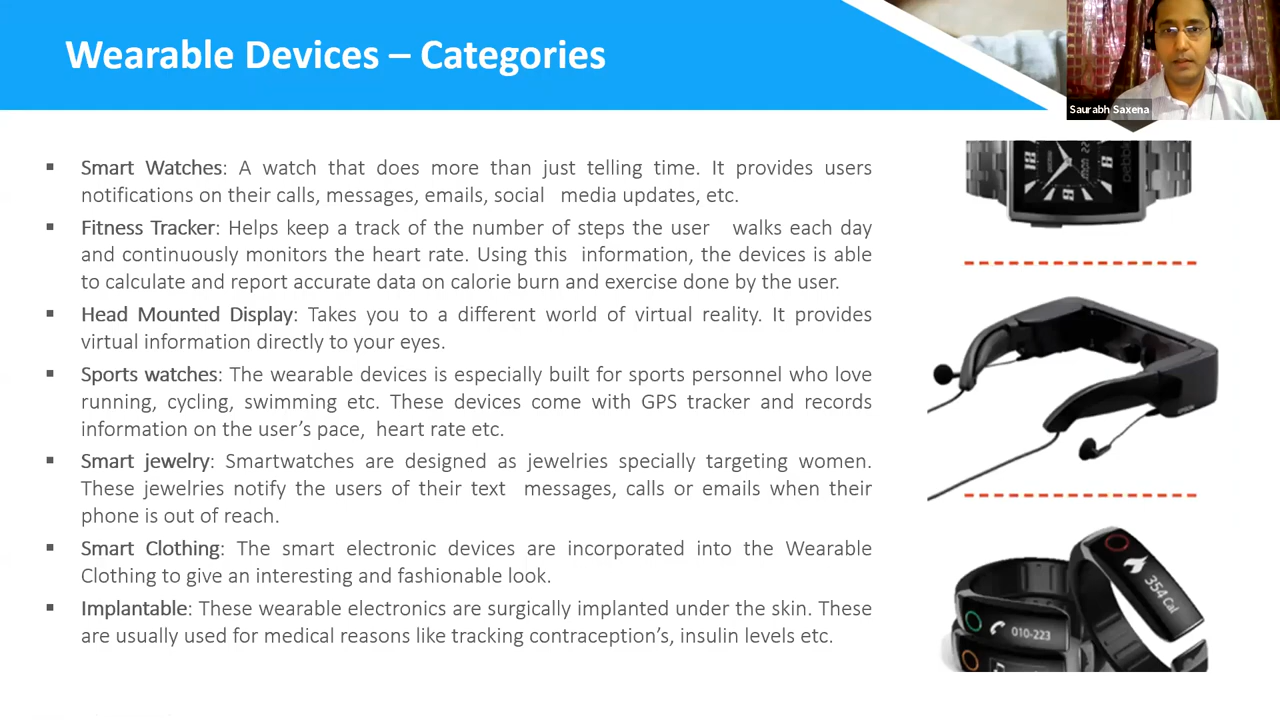 Wearable Devices – Categories
Saurabh Saxena
▪ Smart Watches: A watch that does more than just telling time. It provides users
notifications on their calls, messages, emails, social media updates, etc.
▪ Fitness Tracker: Helps keep a track of the number of steps the user walks each day
and continuously monitors the heart rate. Using this information, the devices is able
to calculate and report accurate data on calorie burn and exercise done by the user.
▪ Head Mounted Display: Takes you to a different world of virtual reality. It provides
virtual information directly to your eyes.
▪ Sports watches: The wearable devices is especially built for sports personnel who love
running, cycling, swimming etc. These devices come with GPS tracker and records
information on the user's pace, heart rate etc.
▪ Smart jewelry: Smartwatches are designed as jewelries specially targeting women.
These jewelries notify the users of their text messages, calls or emails when their
phone is out of reach.
▪ Smart Clothing: The smart electronic devices are incorporated into the Wearable
Clothing to give an interesting and fashionable look.
▪ Implantable: These wearable electronics are surgically implanted under the skin. These
are usually used for medical reasons like tracking contraception's, insulin levels etc.
pebble
354 Cal
010-223